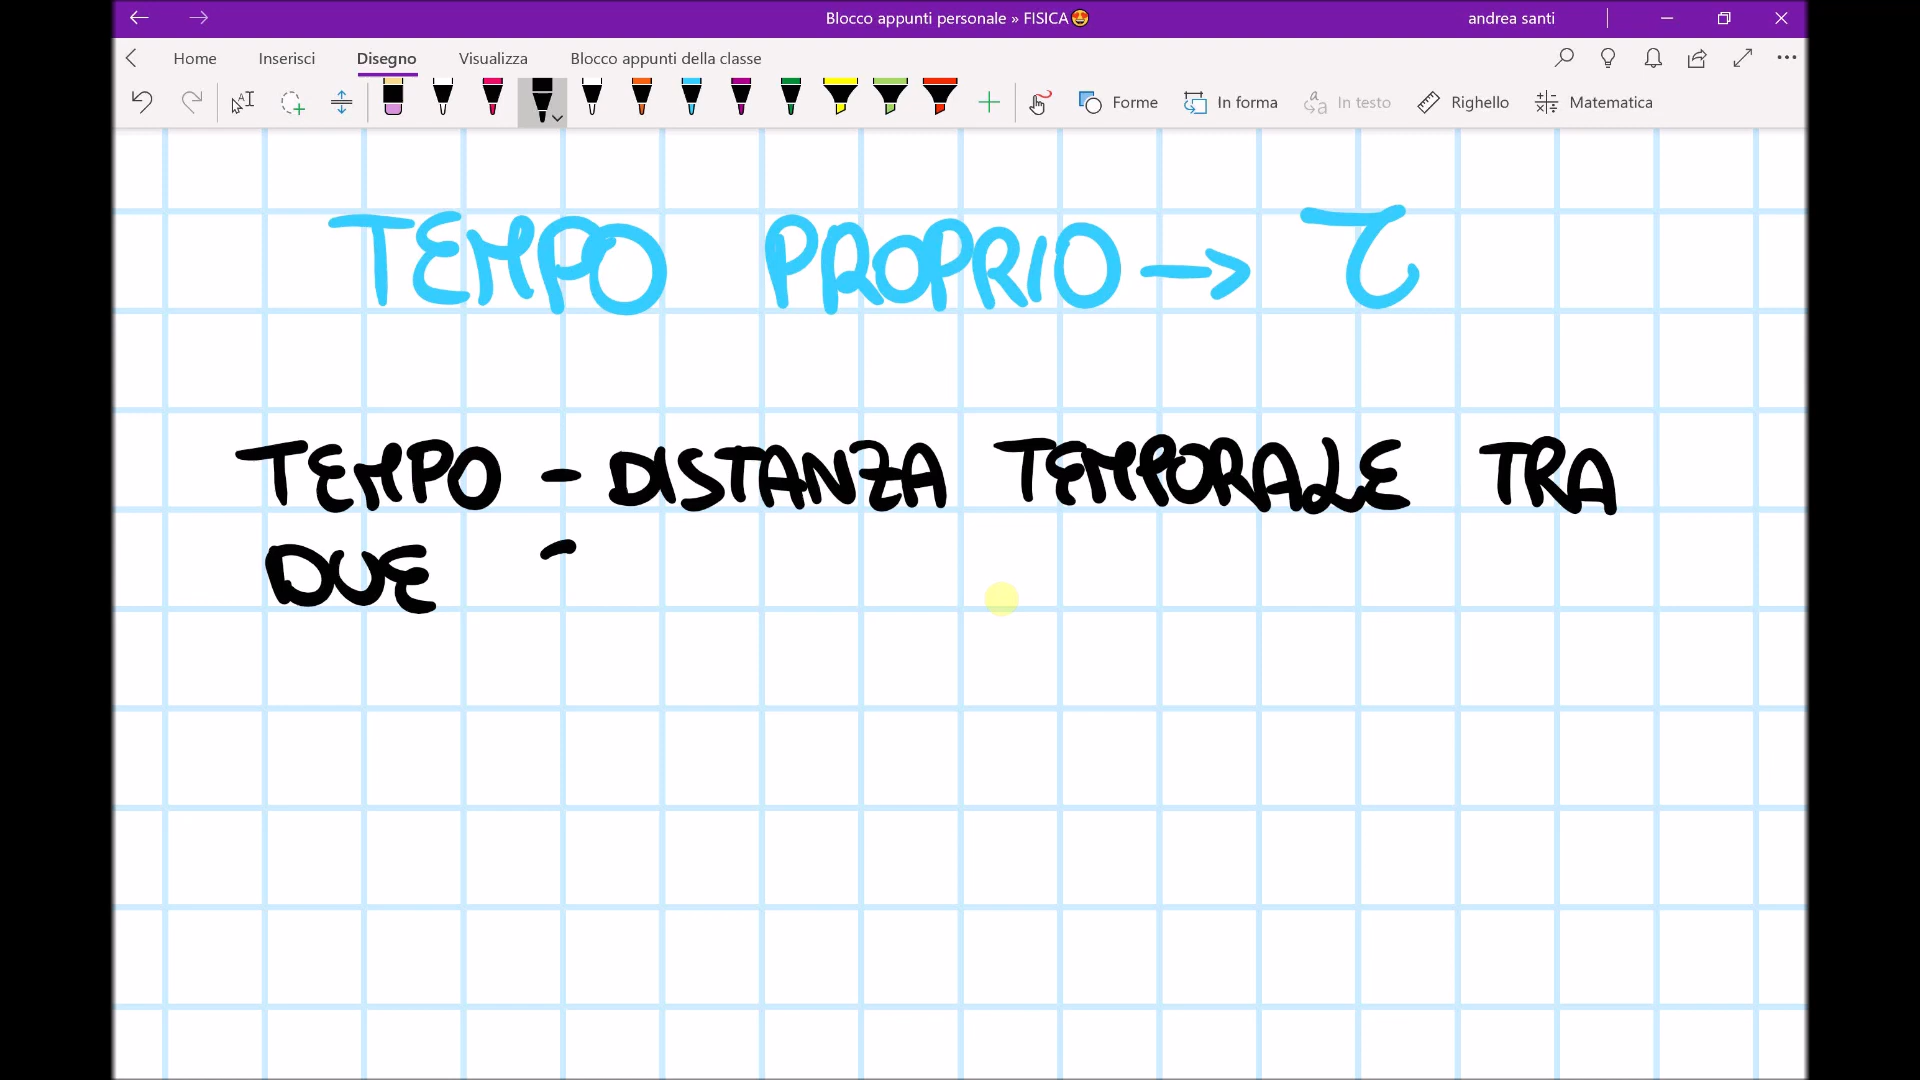 Blocco appunti personale » FISICA😍
andrea santi
Home Inserisci Disegno Visualizza Blocco appunti della classe
Forme In forma In testo Righello Matematica
TEMPO PROPRIO → τ
TEMPO - DISTANZA TEMPORALE TRA
DUE